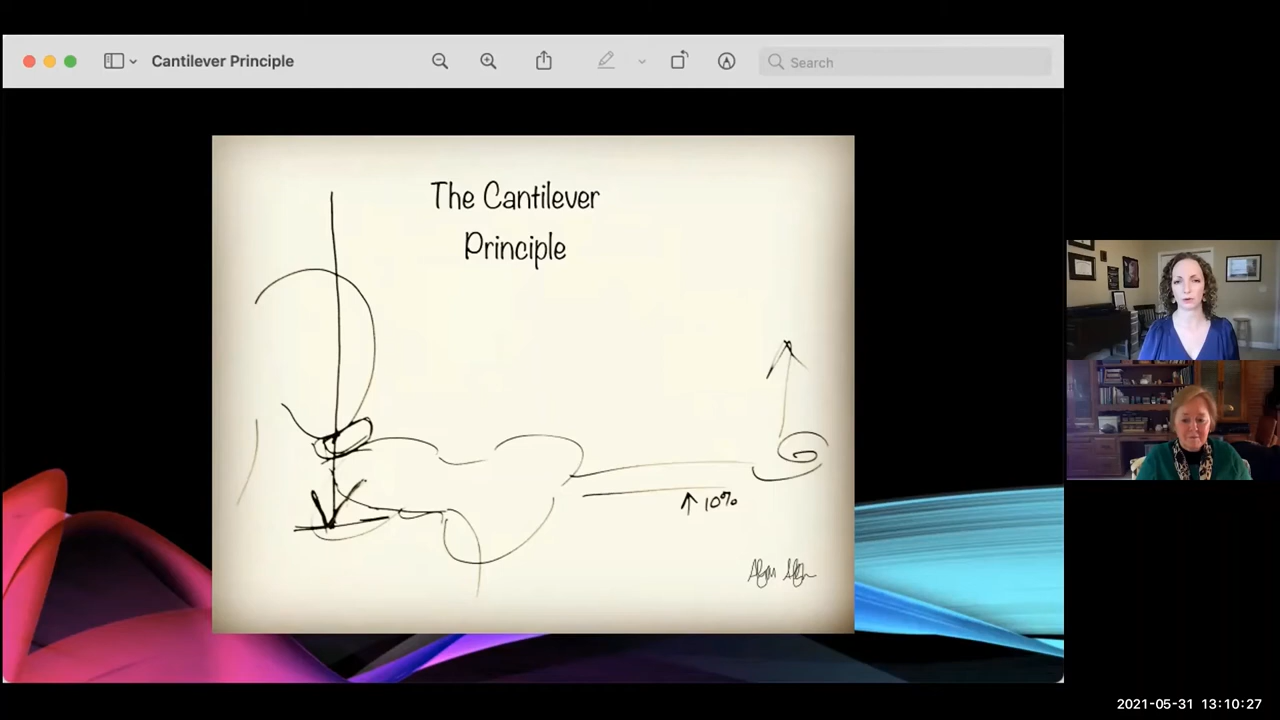 Cantilever Principle
Search
The Cantilever
Principle
10%
2021-05-31 13:10:27